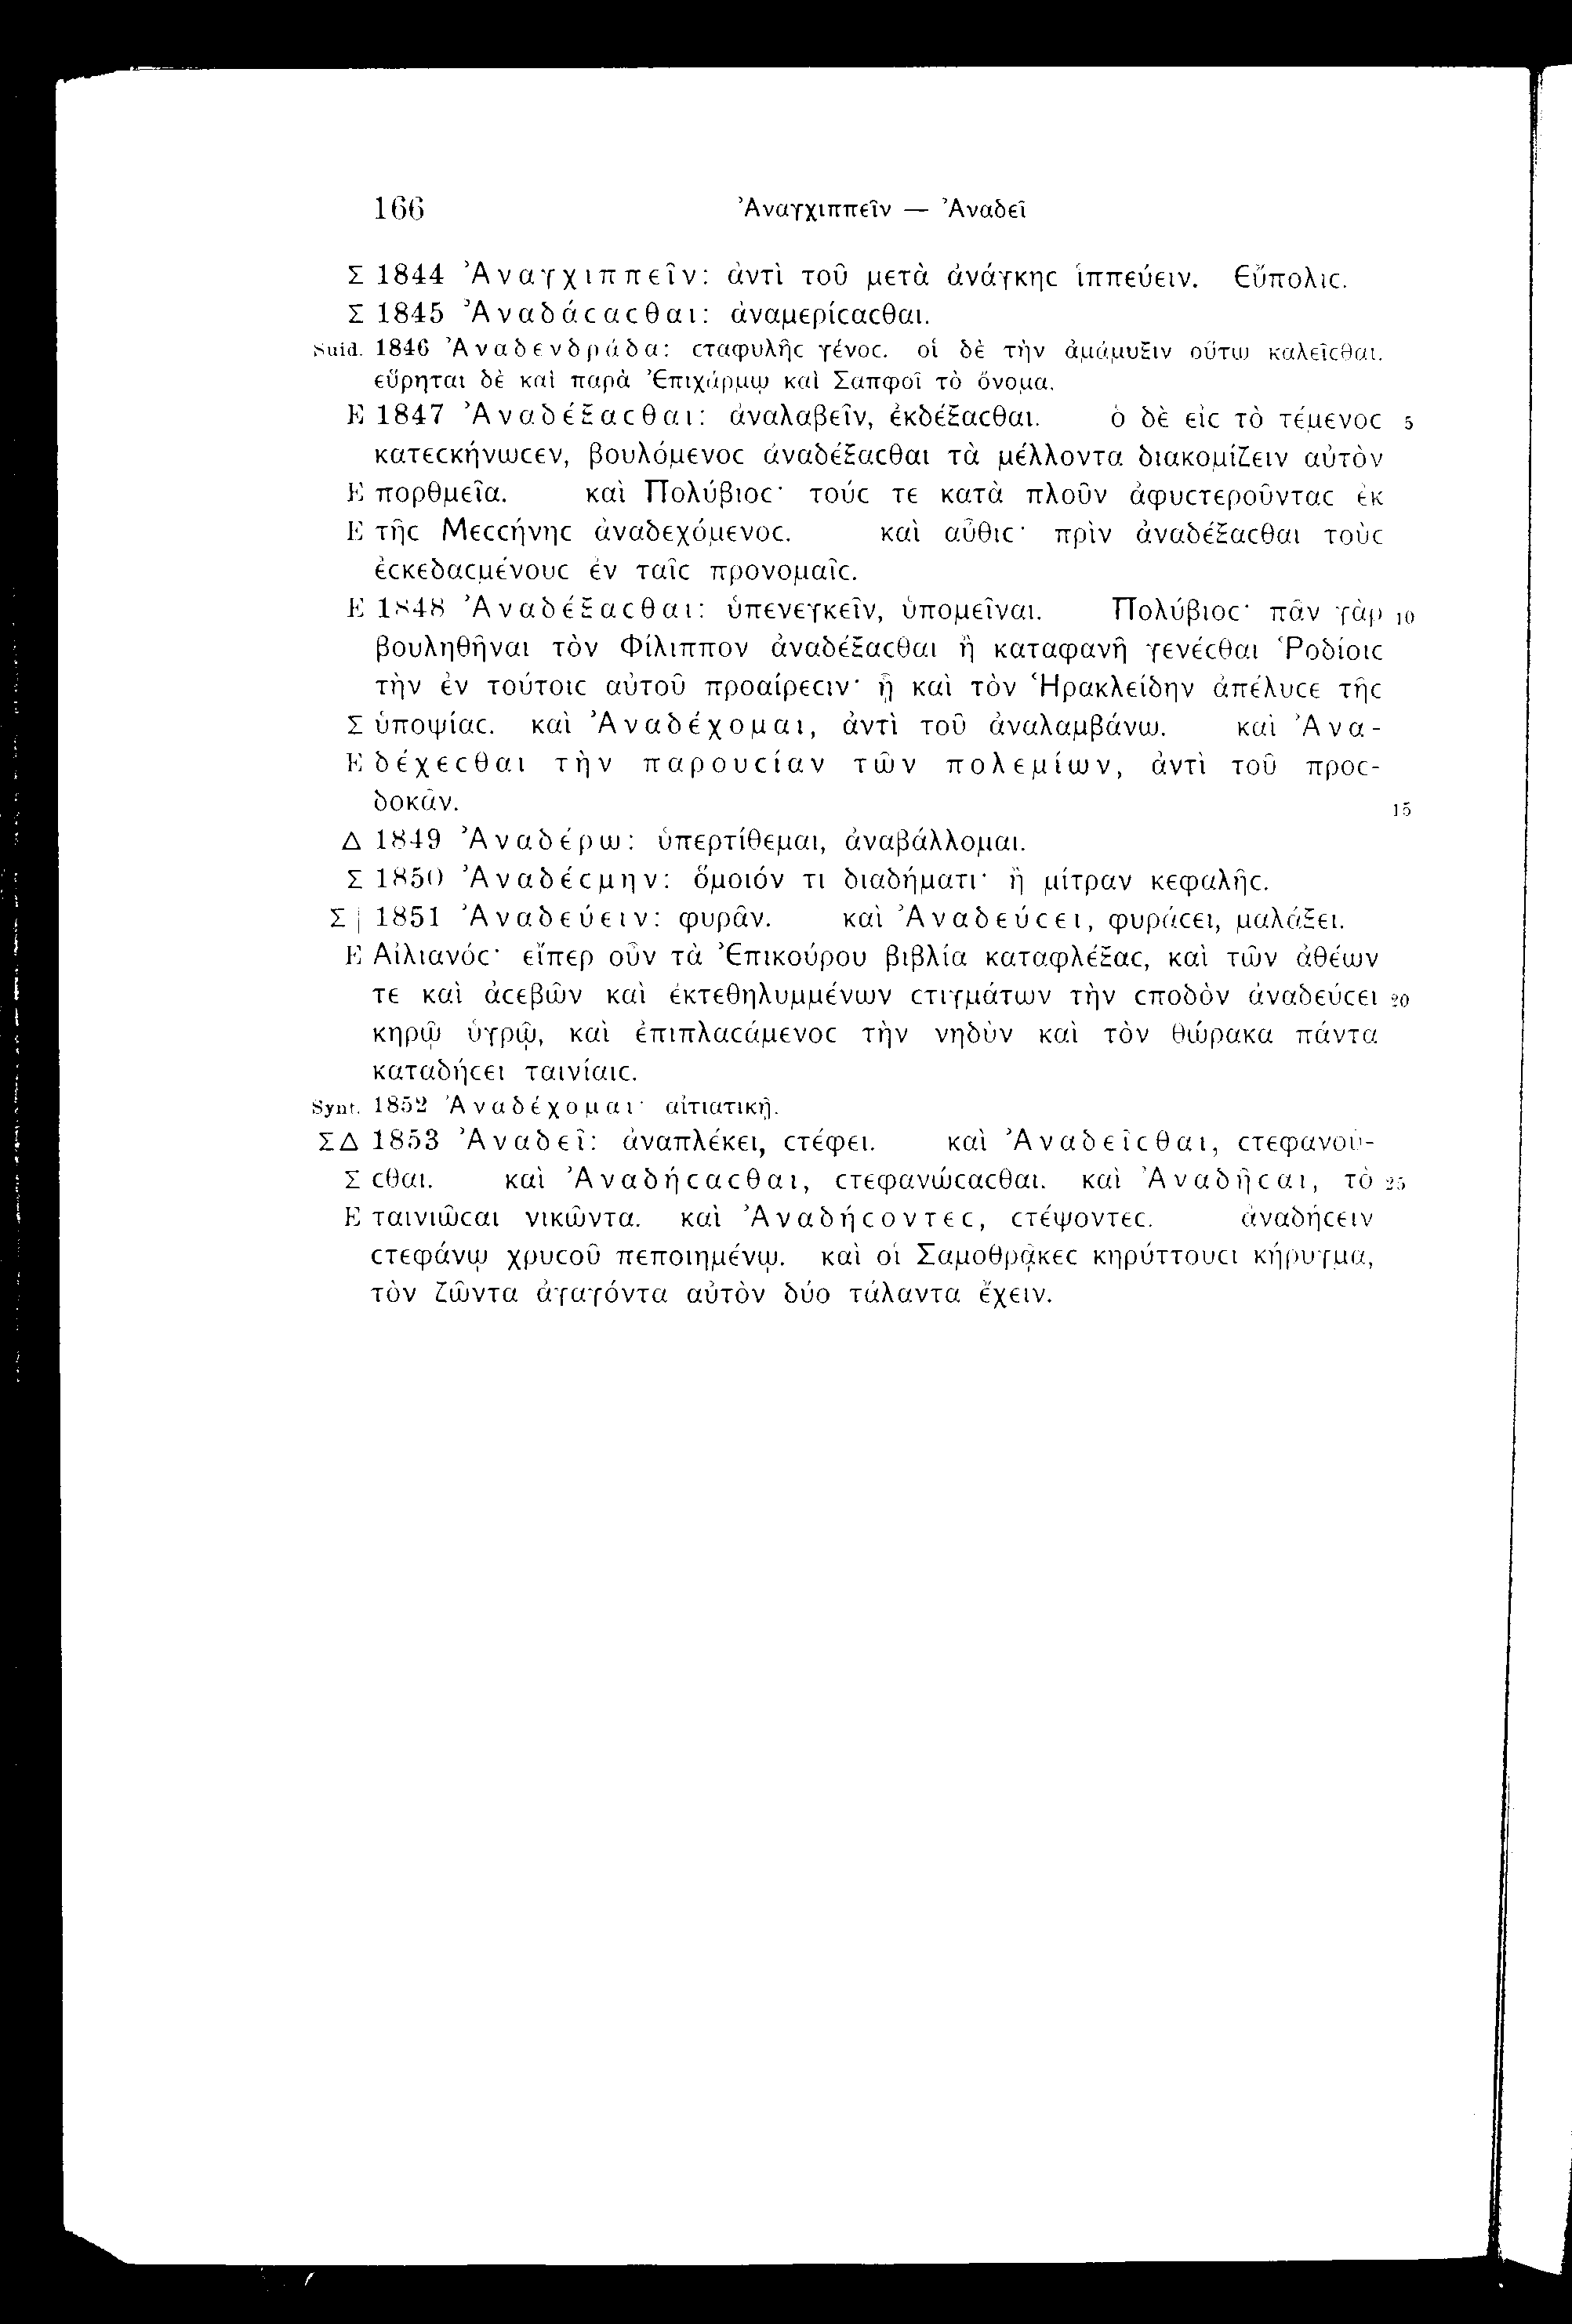 166 Ἀναγχιππεῖν — Ἀναδεῖ
Σ 1844 Ἀναγχιππεῖν: ἀντὶ τοῦ μετὰ ἀνάγκηϲ ἱππεύειν. Εὔπολιϲ.
Σ 1845 Ἀναδάϲαϲθαι: ἀναμερίϲαϲθαι.
Suid. 1846 Ἀναδενδράδα: ϲταφυλῆϲ γένοϲ. οἱ δὲ τὴν ἀμάμυξιν οὕτω καλεῖϲθαι.
εὕρηται δὲ καὶ παρὰ Ἐπιχάρμῳ καὶ Σαπφοῖ τὸ ὄνομα.
E 1847 Ἀναδέξαϲθαι: ἀναλαβεῖν, ἐκδέξαϲθαι. ὁ δὲ εἰϲ τὸ τέμενοϲ 5
κατεϲκήνωϲεν, βουλόμενοϲ ἀναδέξαϲθαι τὰ μέλλοντα διακομίζειν αὐτὸν
E πορθμεῖα. καὶ Πολύβιοϲ· τούϲ τε κατὰ πλοῦν ἀφυϲτεροῦνταϲ ἐκ
E τῆϲ Μεϲϲήνηϲ ἀναδεχόμενοϲ. καὶ αὖθιϲ· πρὶν ἀναδέξαϲθαι τοὺϲ
ἐϲκεδαϲμένουϲ ἐν ταῖϲ προνομαῖϲ.
E 1848 Ἀναδέξαϲθαι: ὑπενεγκεῖν, ὑπομεῖναι. Πολύβιοϲ· πᾶν γὰρ 10
βουληθῆναι τὸν Φίλιππον ἀναδέξαϲθαι ἢ καταφανῆ γενέϲθαι Ῥοδίοιϲ
τὴν ἐν τούτοιϲ αὐτοῦ προαίρεϲιν· ᾗ καὶ τὸν Ἡρακλείδην ἀπέλυϲε τῆϲ
Σ ὑποψίαϲ. καὶ Ἀναδέχομαι, ἀντὶ τοῦ ἀναλαμβάνω. καὶ Ἀνα-
E δέχεϲθαι τὴν παρουϲίαν τῶν πολεμίων, ἀντὶ τοῦ προϲ-
δοκᾶν. 15
Δ 1849 Ἀναδέρω: ὑπερτίθεμαι, ἀναβάλλομαι.
Σ 1850 Ἀναδέϲμην: ὅμοιόν τι διαδήματι· ἢ μίτραν κεφαλῆϲ.
Σ | 1851 Ἀναδεύειν: φυρᾶν. καὶ Ἀναδεύϲει, φυράϲει, μαλάξει.
E Αἰλιανόϲ· εἴπερ οὖν τὰ Ἐπικούρου βιβλία καταφλέξαϲ, καὶ τῶν ἀθέων
τε καὶ ἀϲεβῶν καὶ ἐκτεθηλυμμένων ϲτιγμάτων τὴν ϲποδὸν ἀναδεύϲει 20
κηρῷ ὑγρῷ, καὶ ἐπιπλαϲάμενοϲ τὴν νηδὺν καὶ τὸν θώρακα πάντα
καταδήϲει ταινίαιϲ.
Synt. 1852 Ἀναδέχομαι· αἰτιατικῇ.
ΣΔ 1853 Ἀναδεῖ: ἀναπλέκει, ϲτέφει. καὶ Ἀναδεῖϲθαι, ϲτεφανοῦ-
Σ ϲθαι. καὶ Ἀναδήϲαϲθαι, ϲτεφανώϲαϲθαι. καὶ Ἀναδῆϲαι, τὸ 25
E ταινιῶϲαι νικῶντα. καὶ Ἀναδήϲοντεϲ, ϲτέψοντεϲ. ἀναδήϲειν
ϲτεφάνῳ χρυϲοῦ πεποιημένῳ. καὶ οἱ Σαμοθρᾷκεϲ κηρύττουϲι κήρυγμα,
τὸν ζῶντα ἀγαγόντα αὐτὸν δύο τάλαντα ἔχειν.